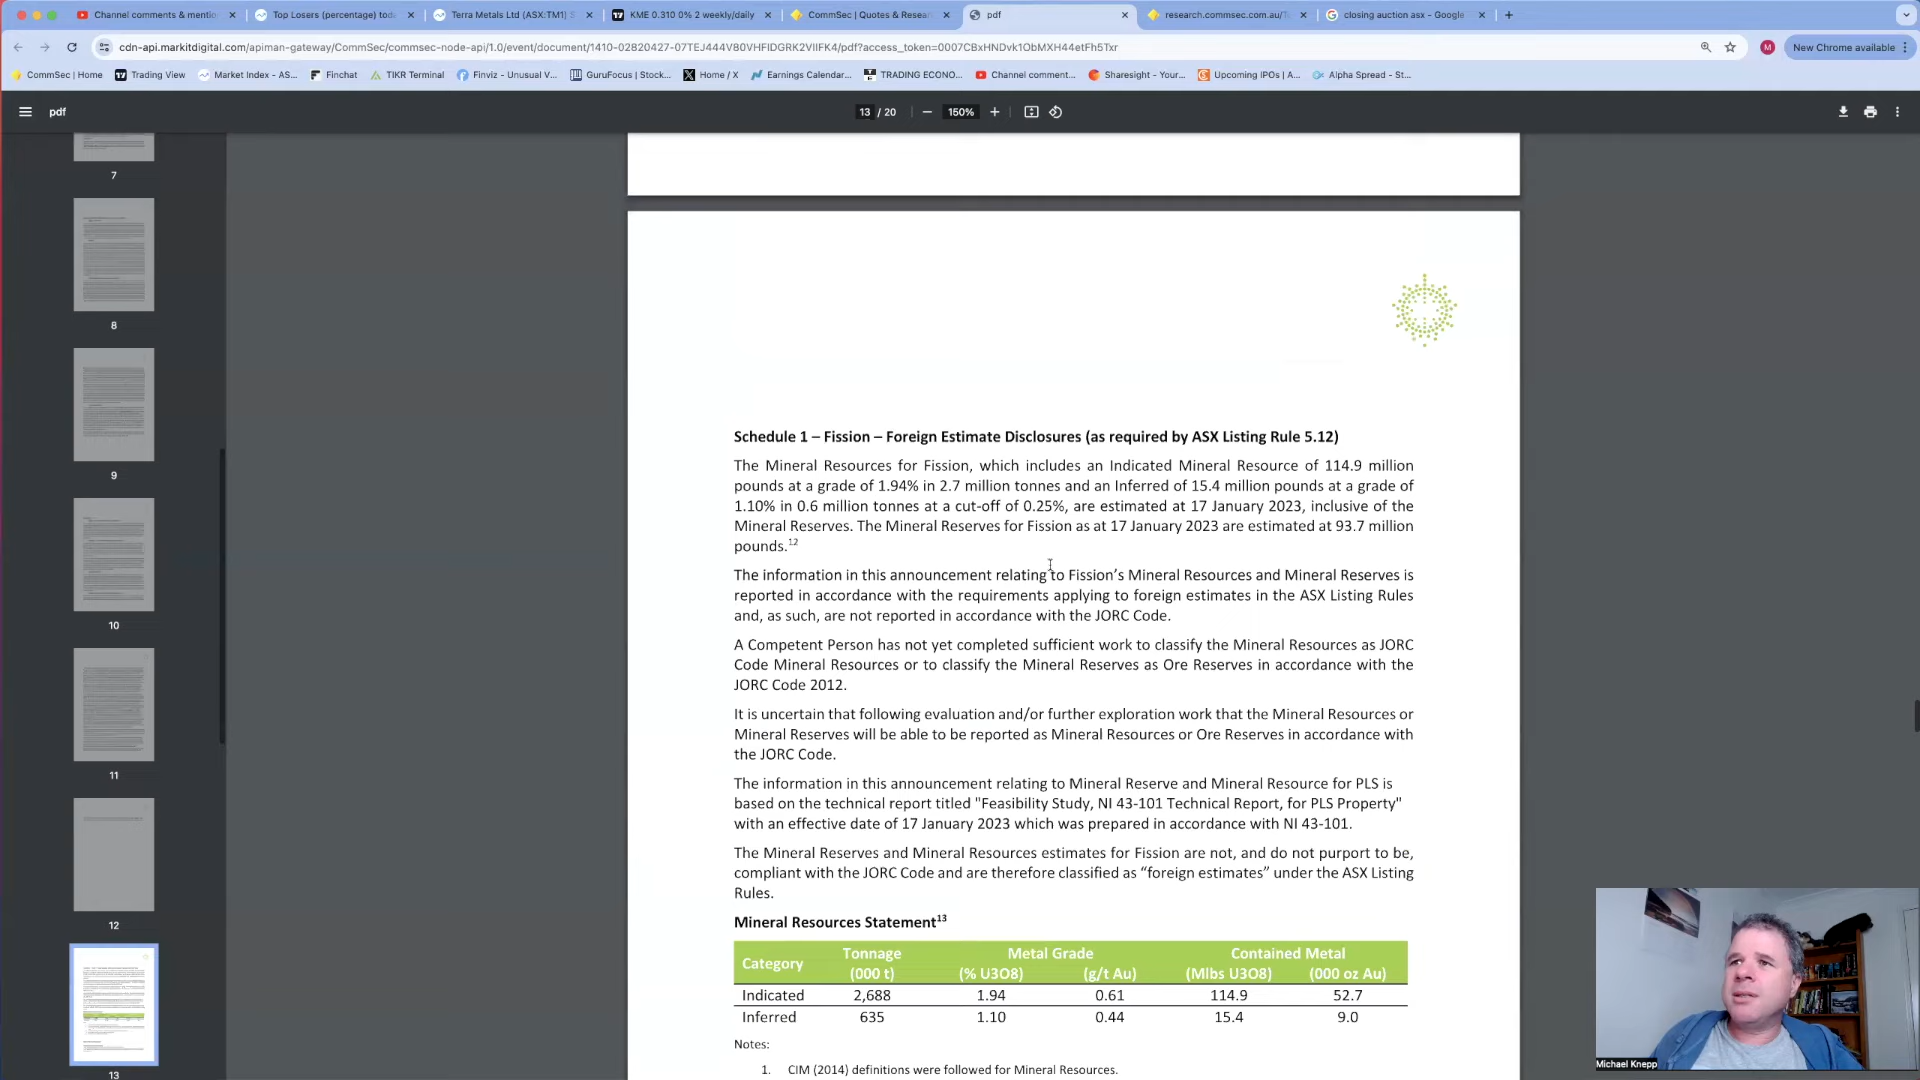 Channel comments & mentio
Top Losers (percentage) tod
Terra Metals Ltd (ASX:TM1) S
KME 0.310 0% 2 weekly/daily
CommSec | Quotes & Resear
pdf
research.commsec.com.au/T
closing auction asx - Google
cdn-api.markitdigital.com/apiman-gateway/CommSec/commsec-node-api/1.0/event/document/1410-02820427-07TEJ444V80VHFIDGRK2VIIFK4/pdf?access_token=0007CBxHNDvk1ObMXH44etFh5Txr
New Chrome available
CommSec | Home
Trading View
Market Index - AS...
Finchat
TIKR Terminal
Finviz - Unusual V...
GuruFocus | Stock...
Home / X
Earnings Calendar...
TRADING ECONO...
Channel comment...
Sharesight - Your...
Upcoming IPOs | A...
Alpha Spread - St...
pdf
13 / 20
150%
7
8
9
10
11
12
13
Schedule 1 – Fission – Foreign Estimate Disclosures (as required by ASX Listing Rule 5.12)
The Mineral Resources for Fission, which includes an Indicated Mineral Resource of 114.9 million
pounds at a grade of 1.94% in 2.7 million tonnes and an Inferred of 15.4 million pounds at a grade of
1.10% in 0.6 million tonnes at a cut-off of 0.25%, are estimated at 17 January 2023, inclusive of the
Mineral Reserves. The Mineral Reserves for Fission as at 17 January 2023 are estimated at 93.7 million
pounds.12
The information in this announcement relating to Fission’s Mineral Resources and Mineral Reserves is
reported in accordance with the requirements applying to foreign estimates in the ASX Listing Rules
and, as such, are not reported in accordance with the JORC Code.
A Competent Person has not yet completed sufficient work to classify the Mineral Resources as JORC
Code Mineral Resources or to classify the Mineral Reserves as Ore Reserves in accordance with the
JORC Code 2012.
It is uncertain that following evaluation and/or further exploration work that the Mineral Resources or
Mineral Reserves will be able to be reported as Mineral Resources or Ore Reserves in accordance with
the JORC Code.
The information in this announcement relating to Mineral Reserve and Mineral Resource for PLS is
based on the technical report titled "Feasibility Study, NI 43-101 Technical Report, for PLS Property"
with an effective date of 17 January 2023 which was prepared in accordance with NI 43-101.
The Mineral Reserves and Mineral Resources estimates for Fission are not, and do not purport to be,
compliant with the JORC Code and are therefore classified as “foreign estimates” under the ASX Listing
Rules.
Mineral Resources Statement13
Category Tonnage Metal Grade Contained Metal
(000 t) (% U3O8) (g/t Au) (Mlbs U3O8) (000 oz Au)
Indicated 2,688 1.94 0.61 114.9 52.7
Inferred 635 1.10 0.44 15.4 9.0
Notes:
1. CIM (2014) definitions were followed for Mineral Resources.
Michael Knepp